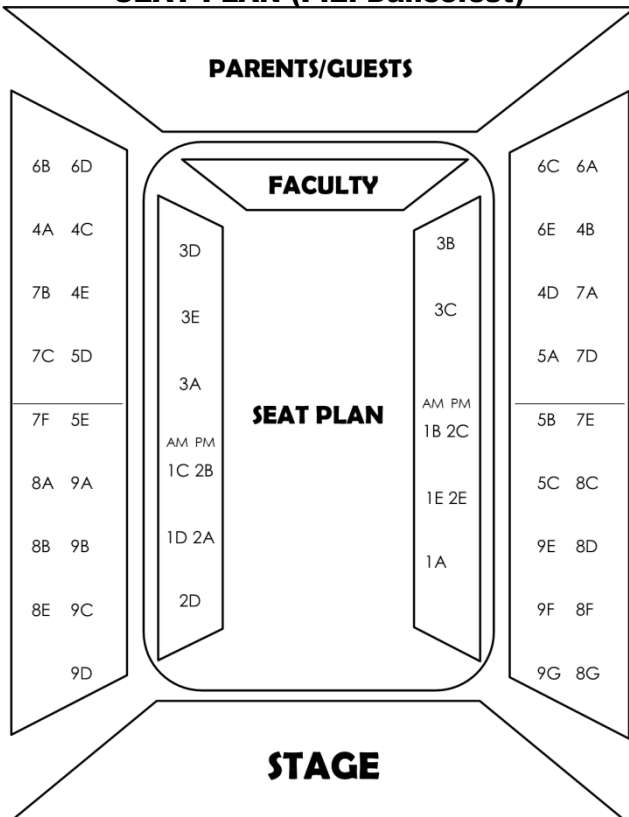 PARENTS/GUESTS
FACULTY
6B 6D
4A 4C
7B 4E
7C 5D
7F 5E
8A 9A
8B 9B
8E 9C
9D
3D
3E
3A
AM PM
1C 2B
1D 2A
2D
SEAT PLAN
3B
3C
AM PM
1B 2C
1E 2E
1A
6C 6A
6E 4B
4D 7A
5A 7D
5B 7E
5C 8C
9E 8D
9F 8F
9G 8G
STAGE